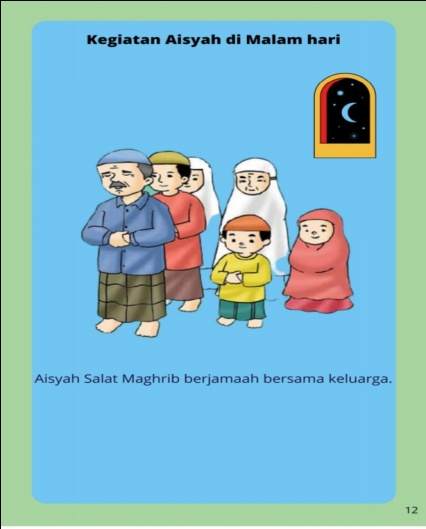 Kegiatan Aisyah di Malam hari
Aisyah Salat Maghrib berjamaah bersama keluarga.
12